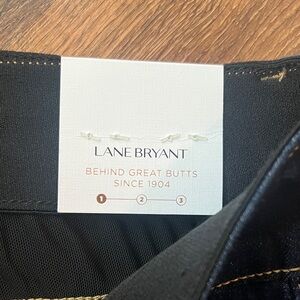 LANE BRYANT
BEHIND GREAT BUTTS
SINCE 1904
1 2 3